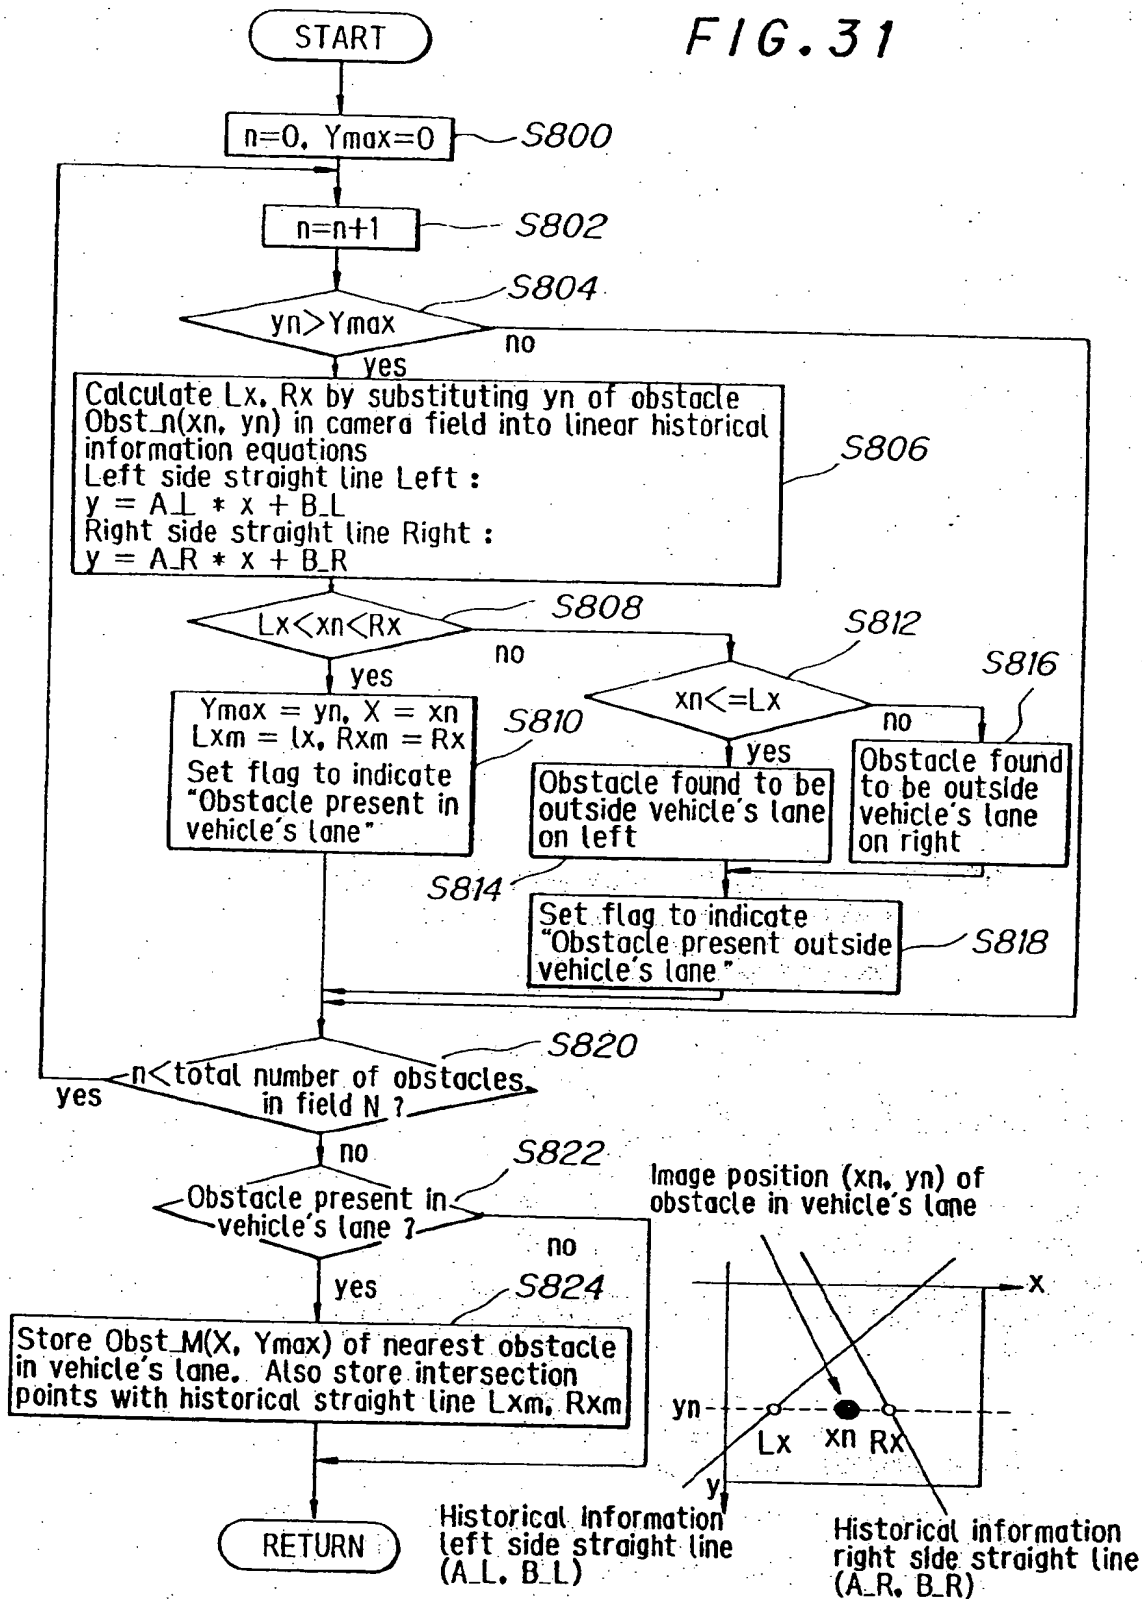 FIG. 31
START
n=0, Ymax=0
S800
n=n+1
S802
S804
yn>Ymax
no
yes
Calculate Lx, Rx by substituting yn of obstacle
Obst_n(xn, yn) in camera field into linear historical
information equations
Left side straight line Left :
y = A_L * x + B_L
Right side straight line Right :
y = A_R * x + B_R
S806
S808
Lx<xn<Rx
no
yes
S812
xn<=Lx
no
yes
S816
Ymax = yn, X = xn
Lxm = lx, Rxm = Rx
Set flag to indicate
"Obstacle present in
vehicle's lane"
S810
Obstacle found to be
outside vehicle's lane
on left
S814
Obstacle found
to be outside
vehicle's lane
on right
Set flag to indicate
"Obstacle present outside
vehicle's lane"
S818
S820
n<total number of obstacles
in field N ?
yes
no
S822
Obstacle present in
vehicle's lane ?
no
yes
S824
Store Obst_M(X, Ymax) of nearest obstacle
in vehicle's lane. Also store intersection
points with historical straight line Lxm, Rxm
RETURN
Image position (xn, yn) of
obstacle in vehicle's lane
x
yn
Lx
xn
Rx
y
Historical Information
left side straight line
(A_L, B_L)
Historical information
right side straight line
(A_R, B_R)